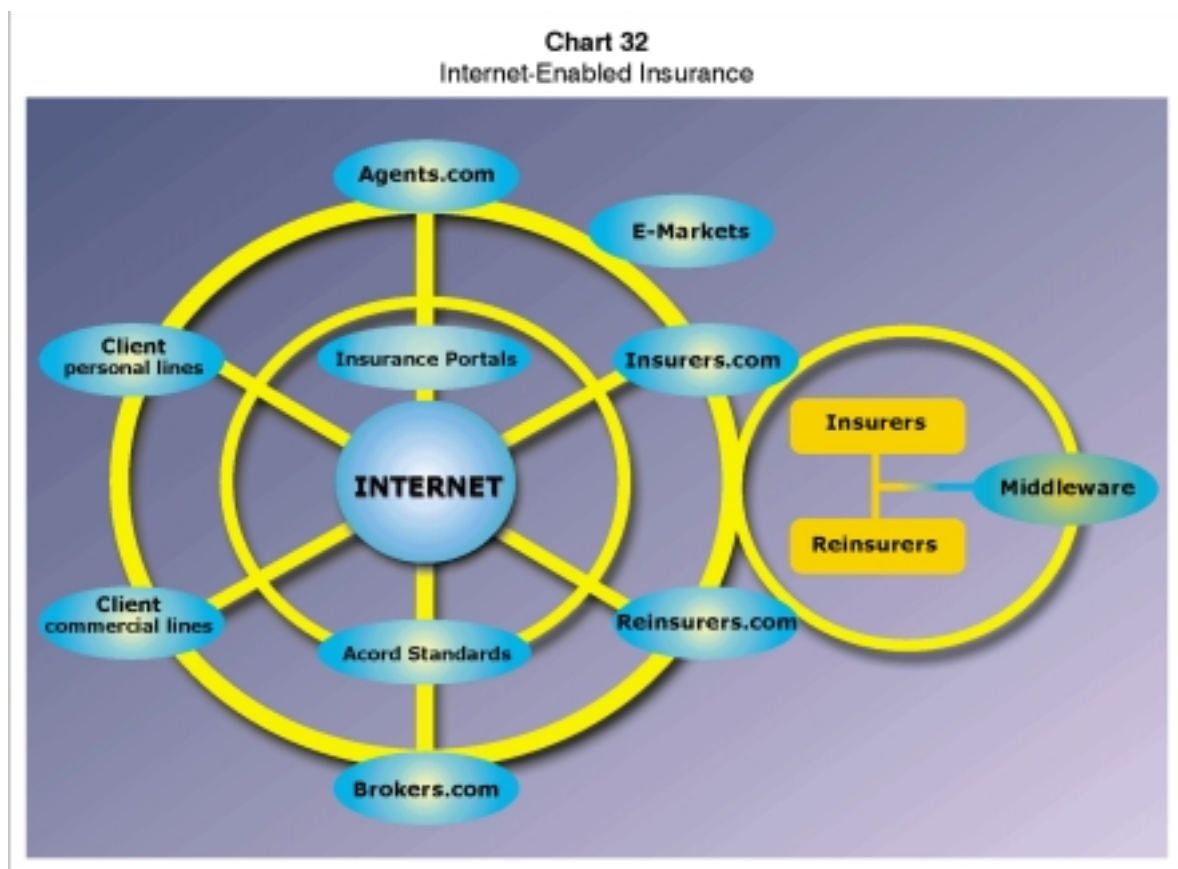 Chart 32
Internet-Enabled Insurance
Agents.com
E-Markets
Client
personal lines
Insurance Portals
Insurers.com
Insurers
INTERNET
Middleware
Reinsurers
Client
commercial lines
Reinsurers.com
Acord Standards
Brokers.com